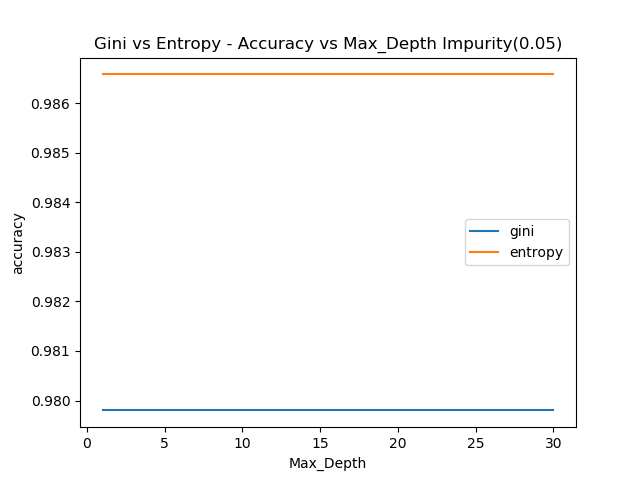 Gini vs Entropy - Accuracy vs Max_Depth Impurity(0.05)
accuracy
0.986
0.985
0.984
0.983
0.982
0.981
0.980
gini
entropy
0 5 10 15 20 25 30
Max_Depth